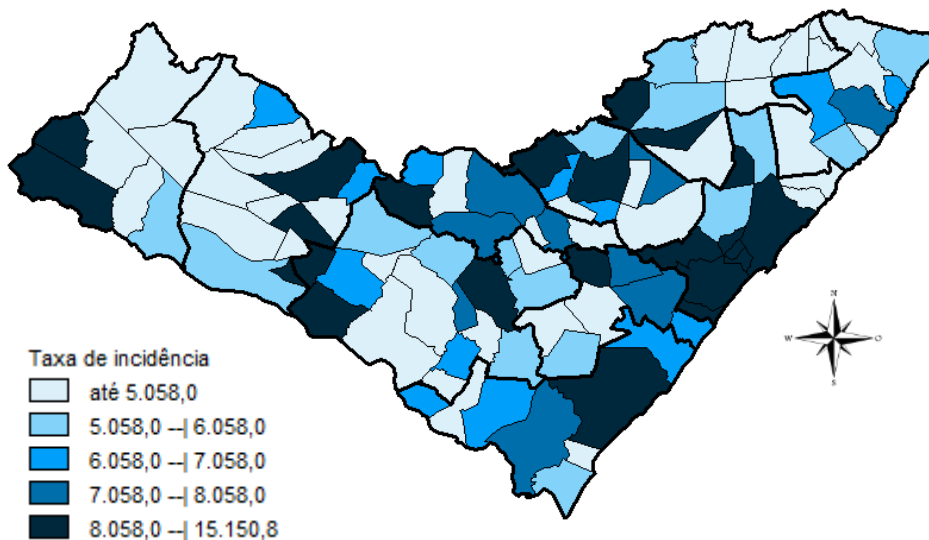 N
W
O
S
Taxa de incidência
até 5.058,0
5.058,0 --| 6.058,0
6.058,0 --| 7.058,0
7.058,0 --| 8.058,0
8.058,0 --| 15.150,8